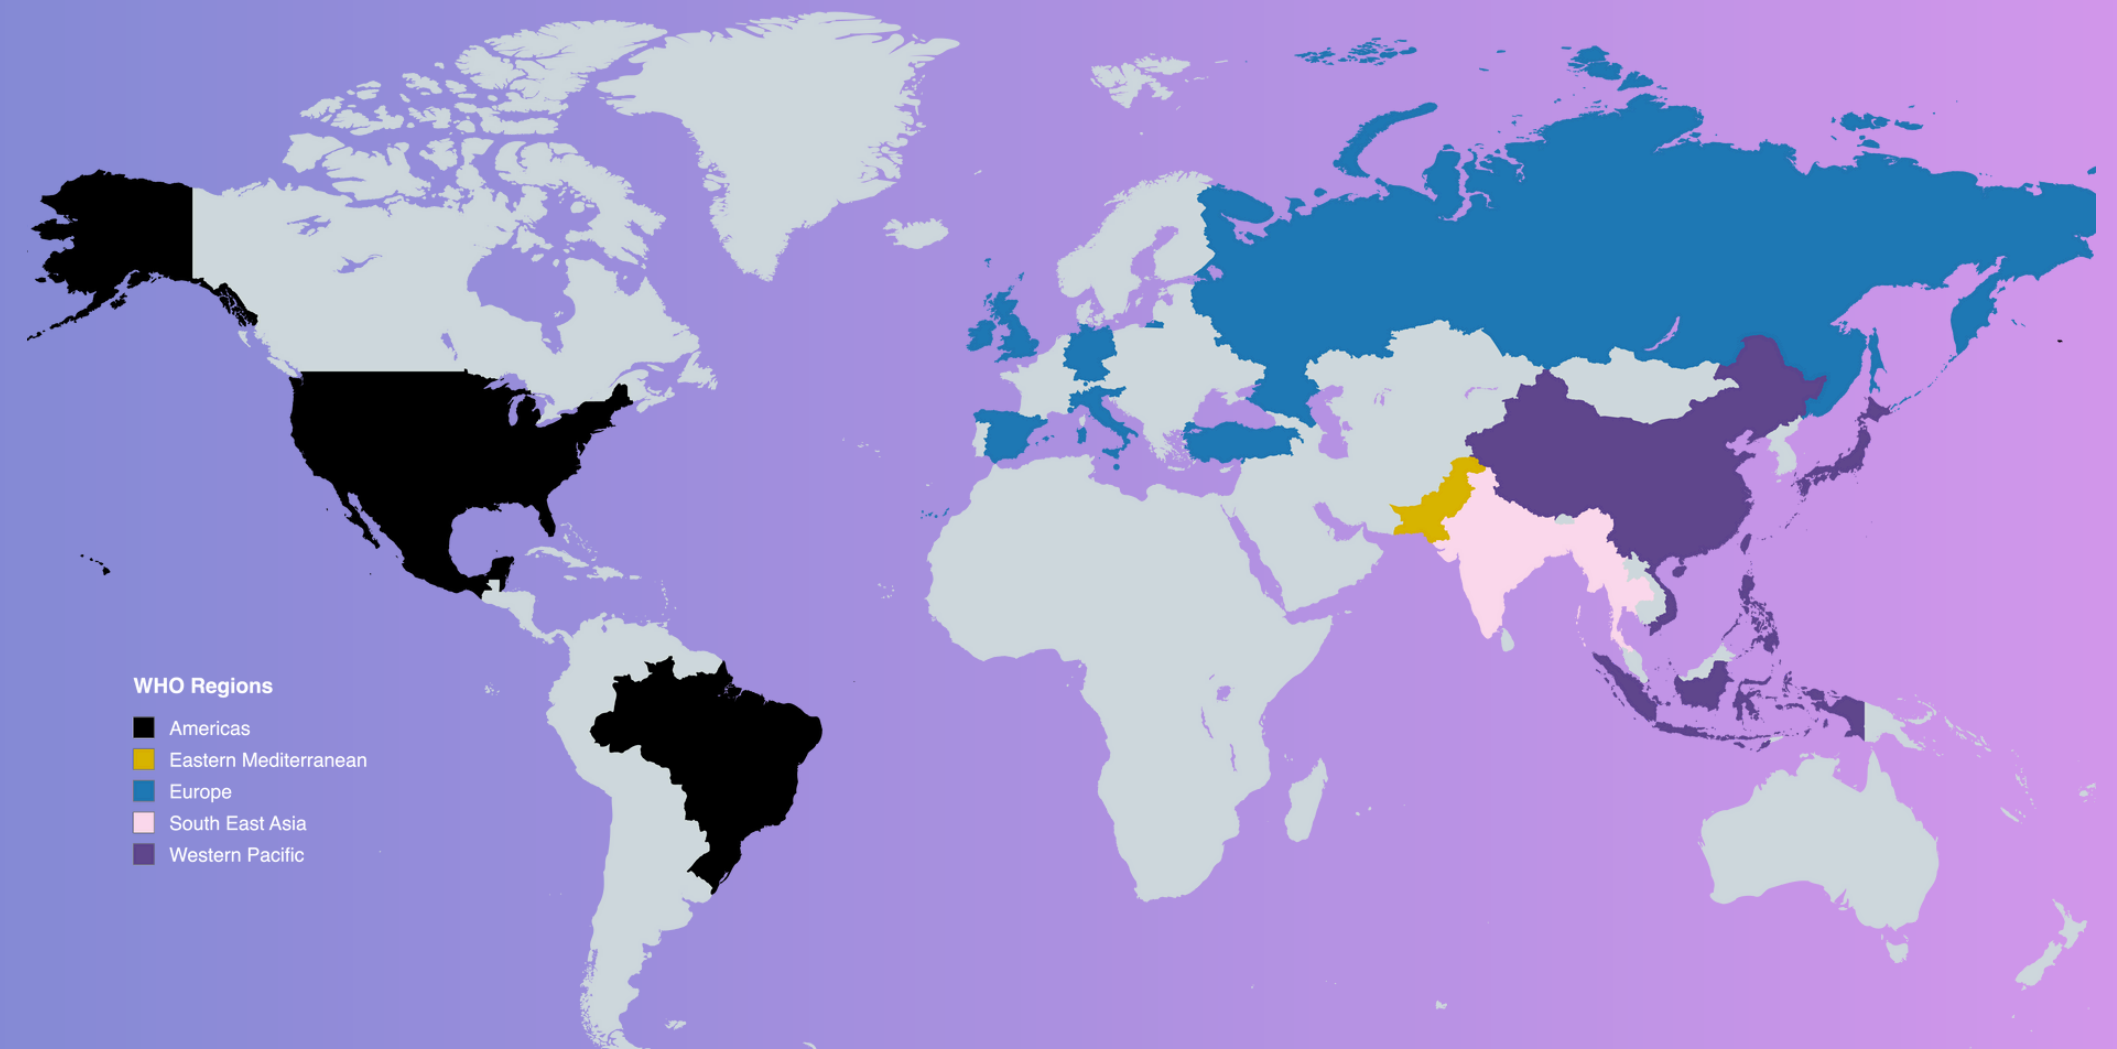 WHO Regions
Americas
Eastern Mediterranean
Europe
South East Asia
Western Pacific